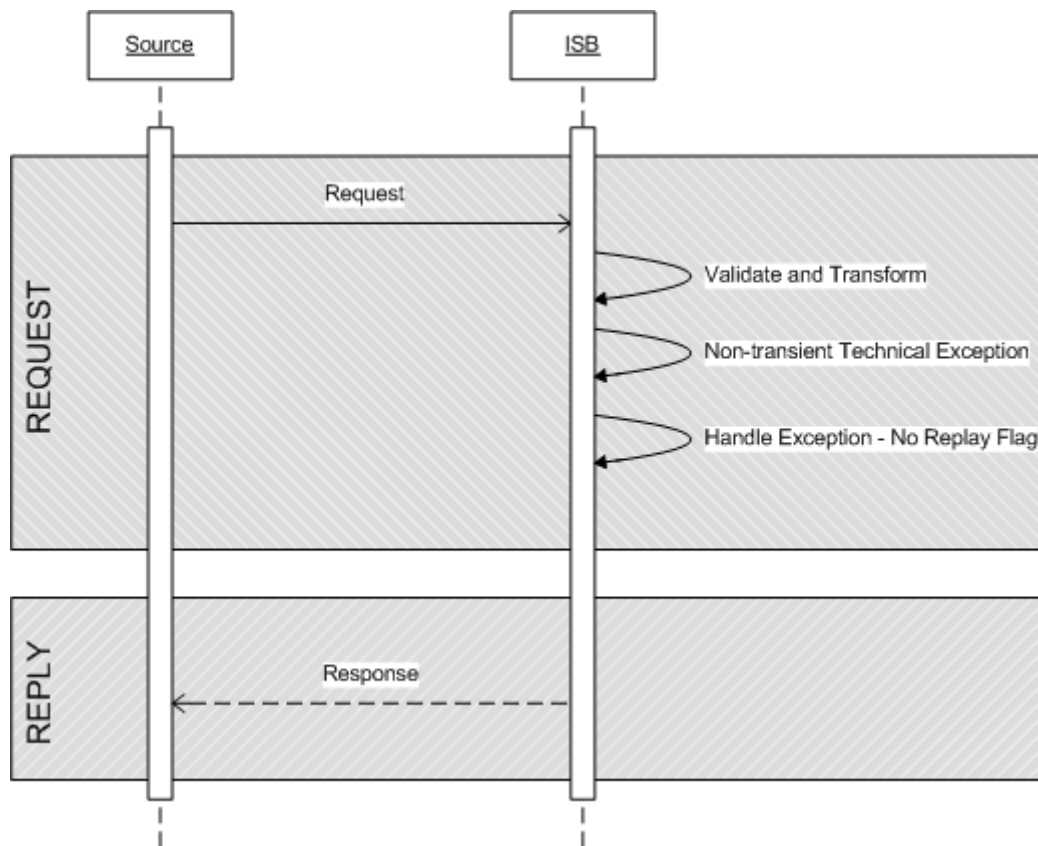 Source
ISB
REQUEST
Request
Validate and Transform
Non-transient Technical Exception
Handle Exception - No Replay Flag
REPLY
Response